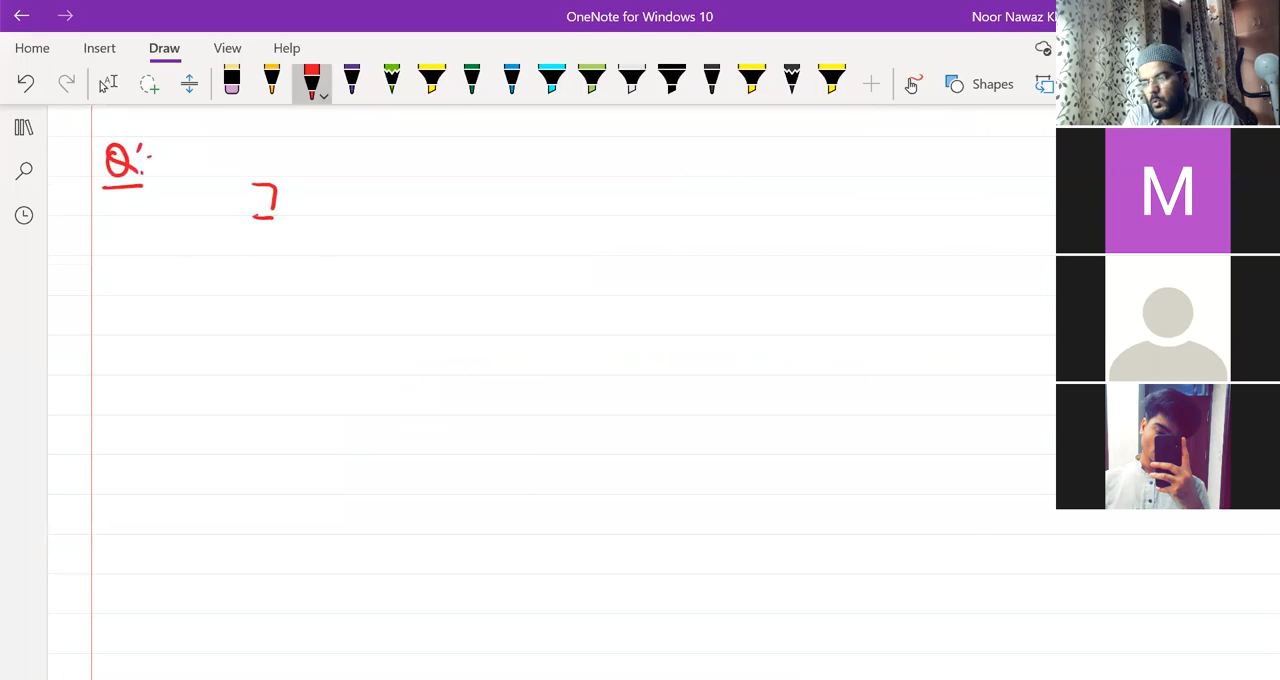 OneNote for Windows 10
Noor Nawaz
Home Insert Draw View Help
Shapes
Q:
M